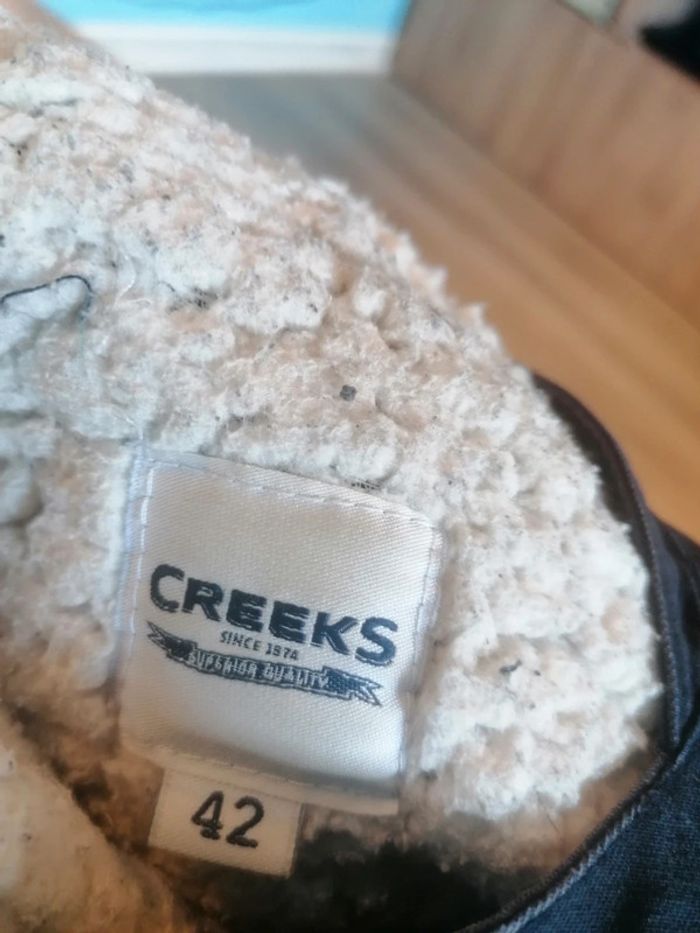 CREEKS
SINCE 1974
SUPERIOR QUALITY
42